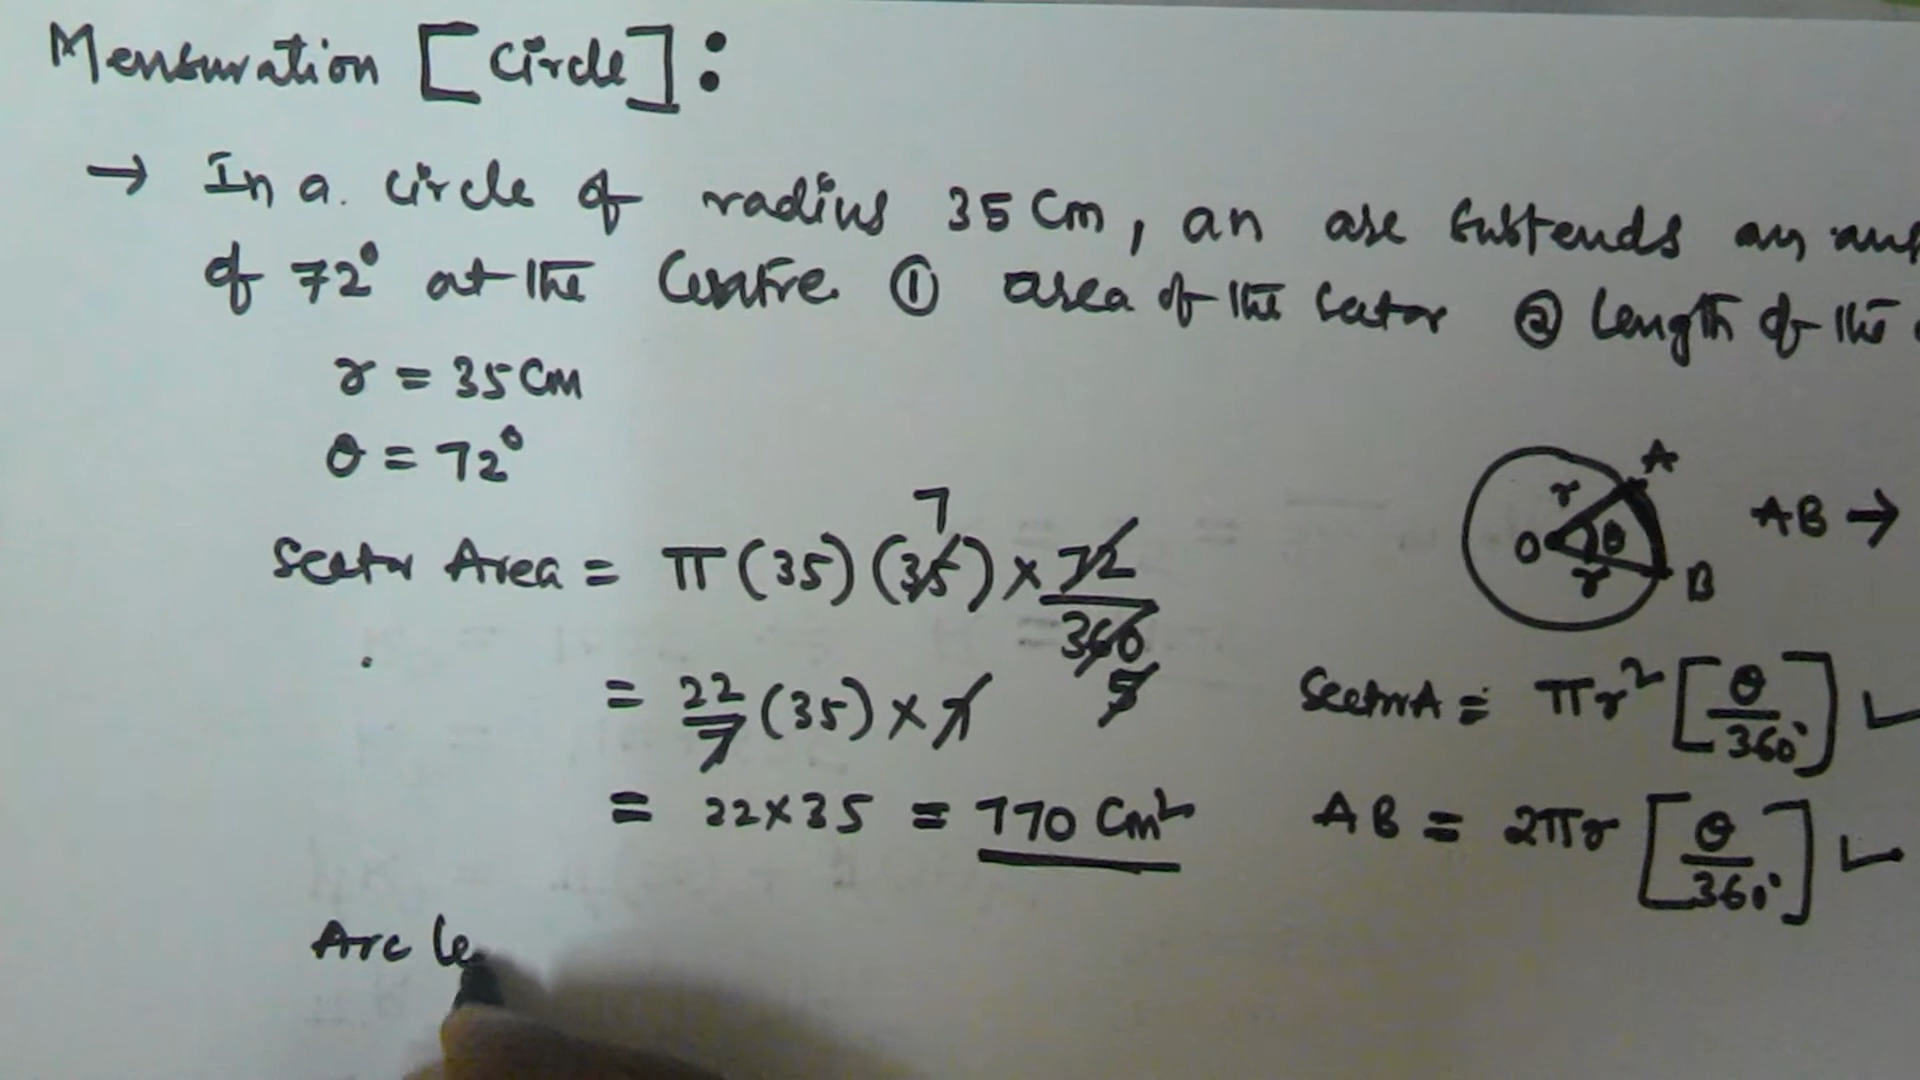 Mensuration [Circle]:
→ In a. circle of radius 35 Cm, an arc subtends an
of 72° at the Centre. ① area of the sector ② length of the
r = 35 Cm
θ = 72°
Sector Area = π (35) (35) × 72/360
7
5
= 22/7 (35) × 7
= 22×35 = 770 Cm²
Arc le
A
r
O θ
r
B
AB →
Sector A = πr² [θ/360°] ✓
AB = 2πr [θ/360°] ✓